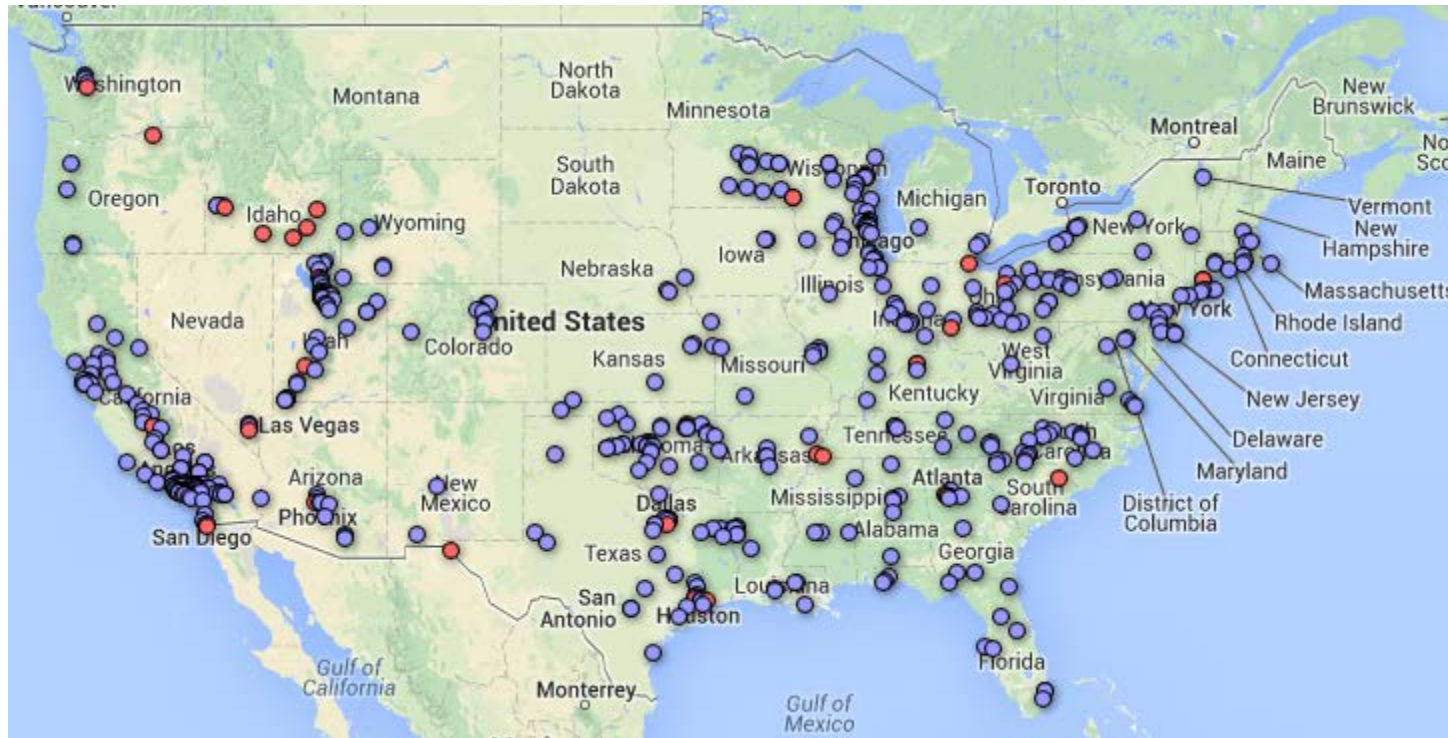 Vancouver
Washington
Montana
North
Dakota
Minnesota
Montreal
New
Brunswick
Maine
South
Dakota
Wisconsin
Toronto
Oregon
Idaho
Wyoming
Michigan
New York
Vermont
New
Hampshire
Iowa
Chicago
Nebraska
Illinois
Massachusetts
Nevada
United States
Rhode Island
Utah
Colorado
Kansas
Missouri
West
Virginia
Connecticut
California
Kentucky
Virginia
New Jersey
Las Vegas
Oklahoma
Tennessee
Delaware
Arkansas
Maryland
Arizona
New
Mexico
Atlanta
South
Carolina
Phoenix
Dallas
Mississippi
District of
Columbia
San Diego
Alabama
Texas
Georgia
San
Antonio
Louisiana
Houston
Gulf of
California
Florida
Monterrey
Gulf of
Mexico